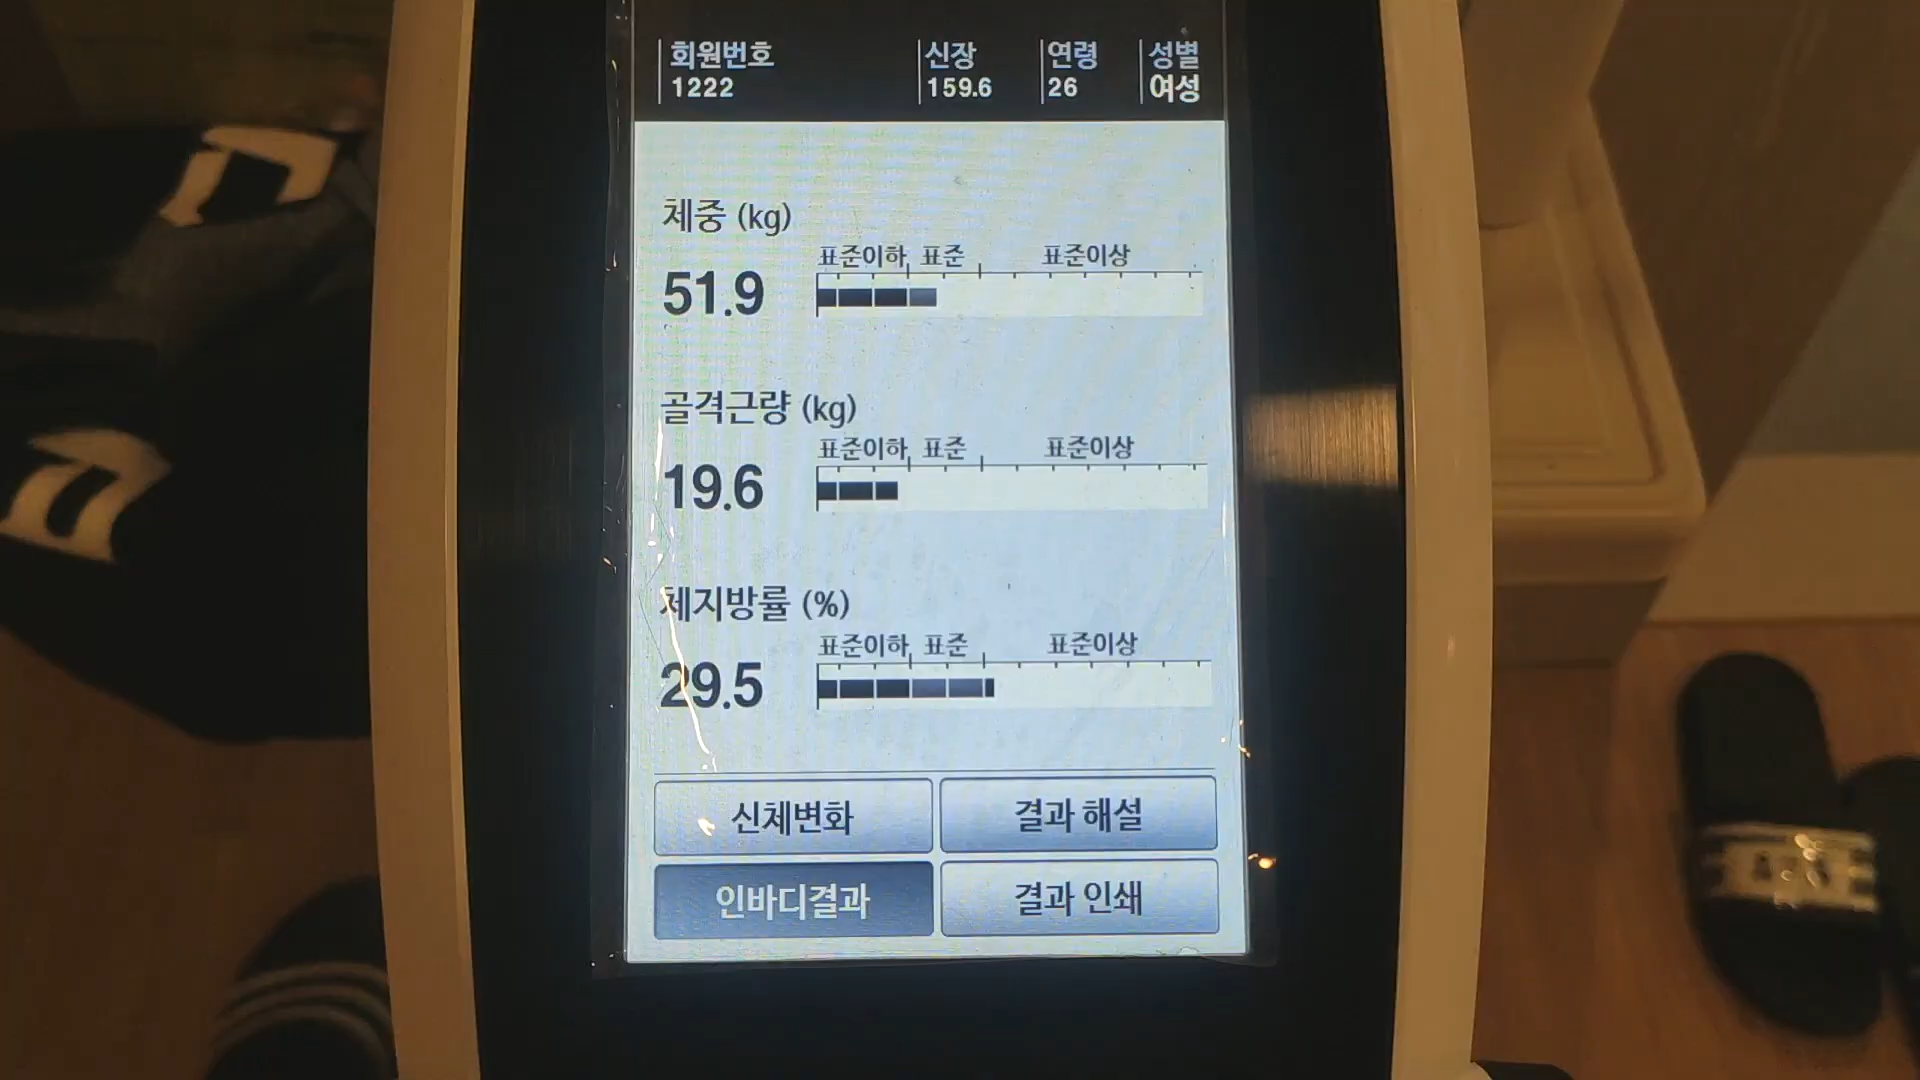 회원번호 신장 연령 성별
1222 159.6 26 여성
체중 (kg)
표준이하 표준 표준이상
51.9
골격근량 (kg)
표준이하 표준 표준이상
19.6
체지방률 (%)
표준이하 표준 표준이상
29.5
신체변화 결과 해설
인바디결과 결과 인쇄